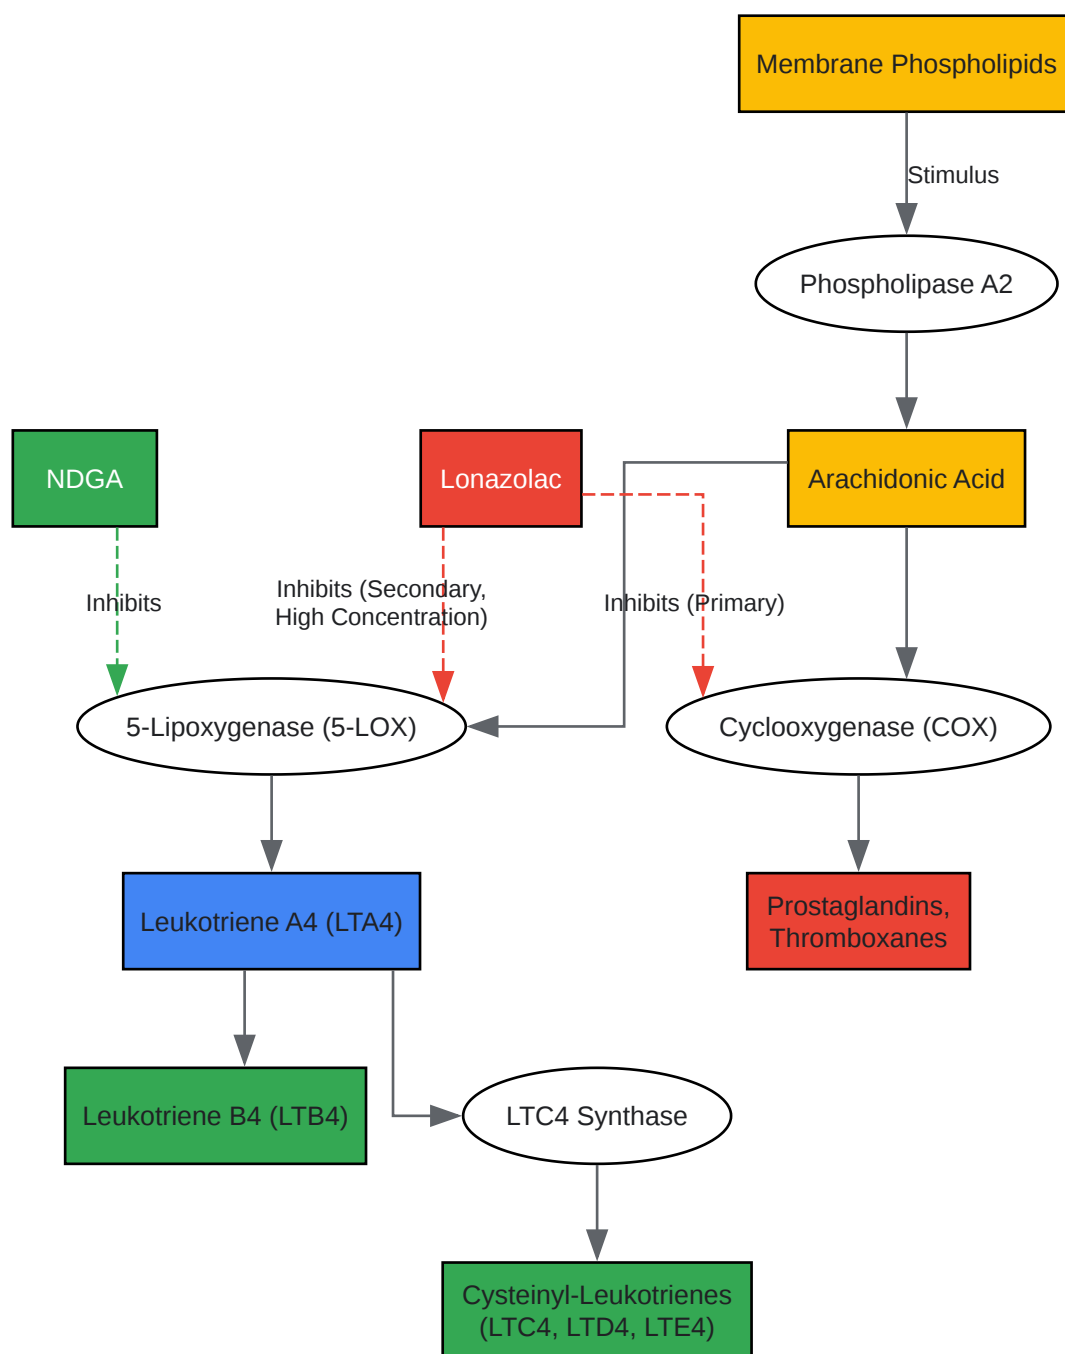 Membrane Phospholipids
Stimulus
Phospholipase A2
NDGA
Lonazolac
Arachidonic Acid
Inhibits
Inhibits (Secondary,
High Concentration)
Inhibits (Primary)
5-Lipoxygenase (5-LOX)
Cyclooxygenase (COX)
Leukotriene A4 (LTA4)
Prostaglandins,
Thromboxanes
Leukotriene B4 (LTB4)
LTC4 Synthase
Cysteinyl-Leukotrienes
(LTC4, LTD4, LTE4)